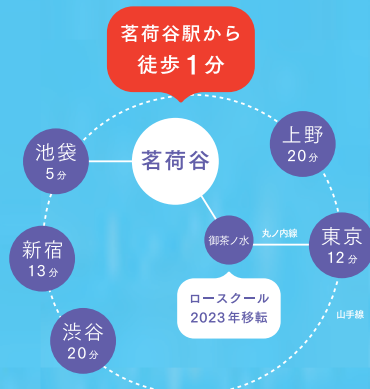 茗荷谷駅から
徒歩1分
上野
20分
池袋
5分
茗荷谷
御茶ノ水
丸ノ内線
東京
12分
新宿
13分
ロースクール
2023年移転
山手線
渋谷
20分